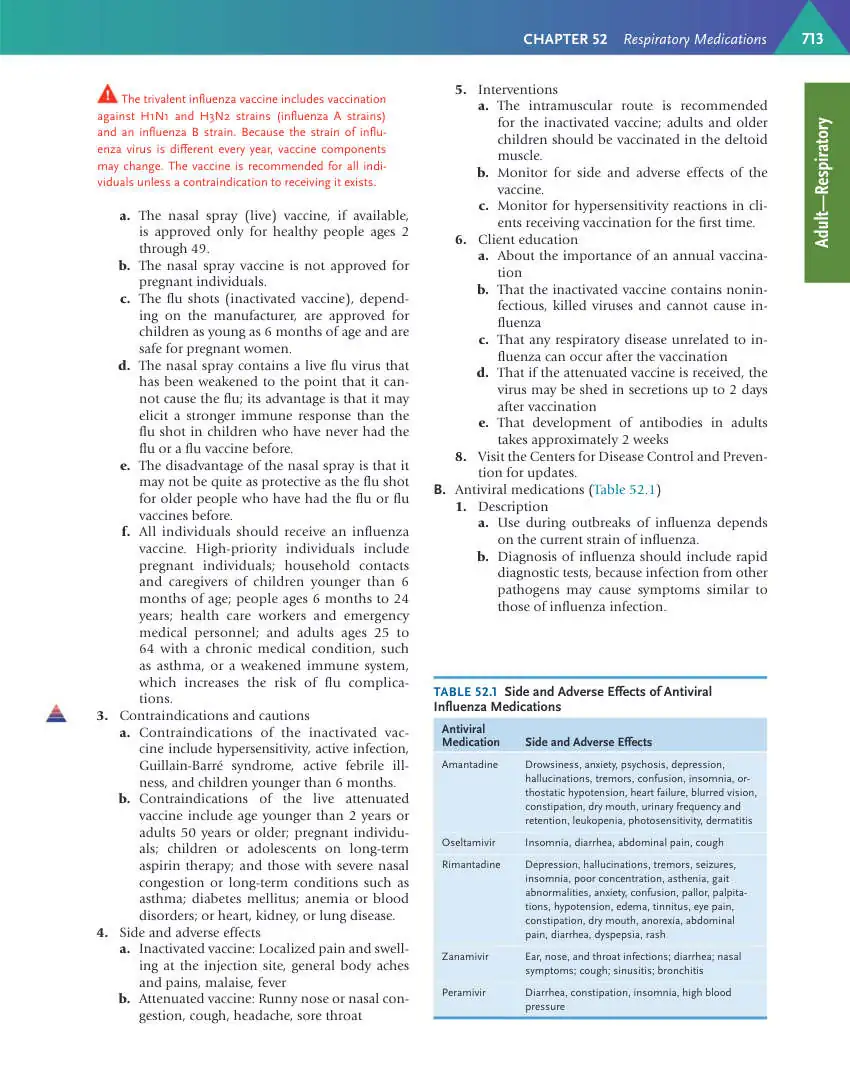 CHAPTER 52 Respiratory Medications 713
The trivalent influenza vaccine includes vaccination
against H1N1 and H3N2 strains (influenza A strains)
and an influenza B strain. Because the strain of influ-
enza virus is different every year, vaccine components
may change. The vaccine is recommended for all indi-
viduals unless a contraindication to receiving it exists.
a. The nasal spray (live) vaccine, if available,
is approved only for healthy people ages 2
through 49.
b. The nasal spray vaccine is not approved for
pregnant individuals.
c. The flu shots (inactivated vaccine), depend-
ing on the manufacturer, are approved for
children as young as 6 months of age and are
safe for pregnant women.
d. The nasal spray contains a live flu virus that
has been weakened to the point that it can-
not cause the flu; its advantage is that it may
elicit a stronger immune response than the
flu shot in children who have never had the
flu or a flu vaccine before.
e. The disadvantage of the nasal spray is that it
may not be quite as protective as the flu shot
for older people who have had the flu or flu
vaccines before.
f. All individuals should receive an influenza
vaccine. High-priority individuals include
pregnant individuals; household contacts
and caregivers of children younger than 6
months of age; people ages 6 months to 24
years; health care workers and emergency
medical personnel; and adults ages 25 to
64 with a chronic medical condition, such
as asthma, or a weakened immune system,
which increases the risk of flu complica-
tions.
3. Contraindications and cautions
a. Contraindications of the inactivated vac-
cine include hypersensitivity, active infection,
Guillain-Barré syndrome, active febrile ill-
ness, and children younger than 6 months.
b. Contraindications of the live attenuated
vaccine include age younger than 2 years or
adults 50 years or older; pregnant individu-
als; children or adolescents on long-term
aspirin therapy; and those with severe nasal
congestion or long-term conditions such as
asthma; diabetes mellitus; anemia or blood
disorders; or heart, kidney, or lung disease.
4. Side and adverse effects
a. Inactivated vaccine: Localized pain and swell-
ing at the injection site, general body aches
and pains, malaise, fever
b. Attenuated vaccine: Runny nose or nasal con-
gestion, cough, headache, sore throat
5. Interventions
a. The intramuscular route is recommended
for the inactivated vaccine; adults and older
children should be vaccinated in the deltoid
muscle.
b. Monitor for side and adverse effects of the
vaccine.
c. Monitor for hypersensitivity reactions in cli-
ents receiving vaccination for the first time.
6. Client education
a. About the importance of an annual vaccina-
tion
b. That the inactivated vaccine contains nonin-
fectious, killed viruses and cannot cause in-
fluenza
c. That any respiratory disease unrelated to in-
fluenza can occur after the vaccination
d. That if the attenuated vaccine is received, the
virus may be shed in secretions up to 2 days
after vaccination
e. That development of antibodies in adults
takes approximately 2 weeks
8. Visit the Centers for Disease Control and Preven-
tion for updates.
B. Antiviral medications (Table 52.1)
1. Description
a. Use during outbreaks of influenza depends
on the current strain of influenza.
b. Diagnosis of influenza should include rapid
diagnostic tests, because infection from other
pathogens may cause symptoms similar to
those of influenza infection.
TABLE 52.1 Side and Adverse Effects of Antiviral
Influenza Medications
Antiviral
Medication Side and Adverse Effects
Amantadine Drowsiness, anxiety, psychosis, depression,
hallucinations, tremors, confusion, insomnia, or-
thostatic hypotension, heart failure, blurred vision,
constipation, dry mouth, urinary frequency and
retention, leukopenia, photosensitivity, dermatitis
Oseltamivir Insomnia, diarrhea, abdominal pain, cough
Rimantadine Depression, hallucinations, tremors, seizures,
insomnia, poor concentration, asthenia, gait
abnormalities, anxiety, confusion, pallor, palpita-
tions, hypotension, edema, tinnitus, eye pain,
constipation, dry mouth, anorexia, abdominal
pain, diarrhea, dyspepsia, rash
Zanamivir Ear, nose, and throat infections; diarrhea; nasal
symptoms; cough; sinusitis; bronchitis
Peramivir Diarrhea, constipation, insomnia, high blood
pressure
Adult—Respiratory